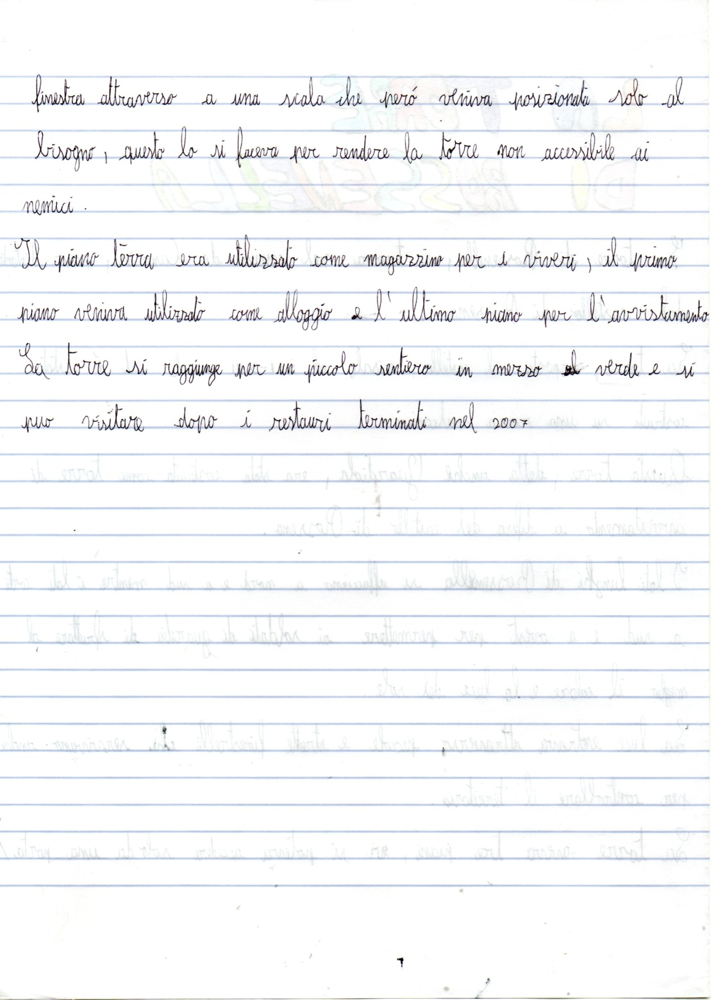 finestra attraverso a una scala che peró veniva posizionata solo al
bisogno, questo lo si faceva per rendere la torre non accessibile ai
nemici.
Il piano terra era utilizzato come magazzino, per i viveri, il primo
piano veniva utilizzato come alloggio e l'ultimo piano per l'avvistamento
La torre si raggiunge per un piccolo sentiero in mezzo al verde e si
puo visitare dopo i restauri terminati nel 2007
7